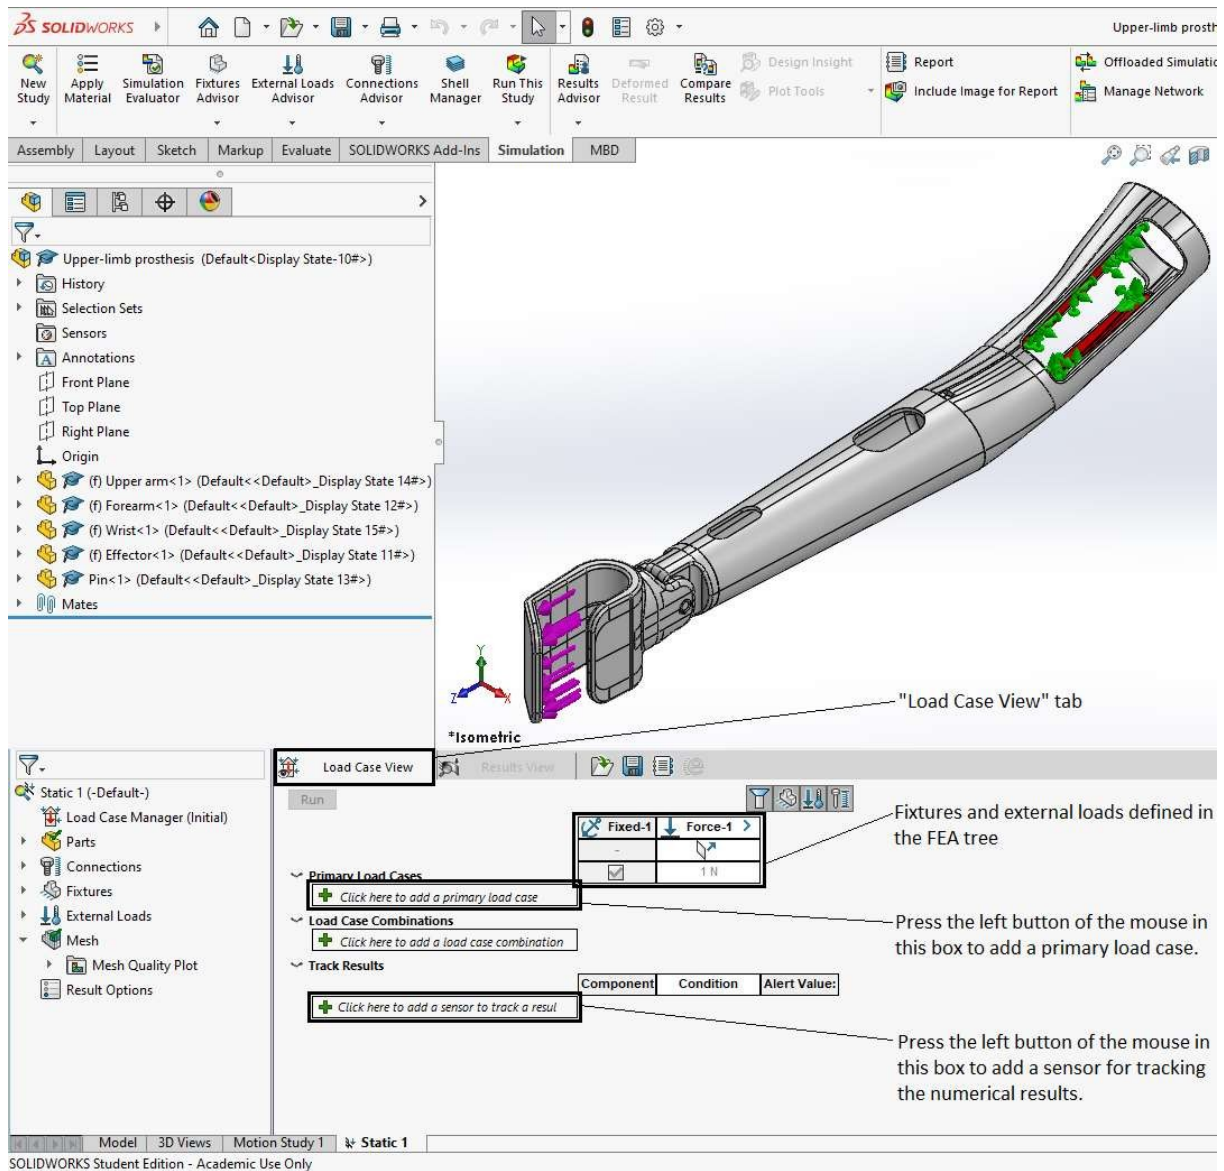 SOLIDWORKS
Upper-limb prosth
New Study
Apply Material
Simulation Evaluator
Fixtures Advisor
External Loads Advisor
Connections Advisor
Shell Manager
Run This Study
Results Advisor
Deformed Result
Compare Results
Design Insight
Plot Tools
Report
Include Image for Report
Offloaded Simulatio
Manage Network
Assembly Layout Sketch Markup Evaluate SOLIDWORKS Add-Ins Simulation MBD
Upper-limb prosthesis (Default<Display State-10#>)
History
Selection Sets
Sensors
Annotations
Front Plane
Top Plane
Right Plane
Origin
(f) Upper arm<1> (Default<<Default>_Display State 14#>)
(f) Forearm<1> (Default<<Default>_Display State 12#>)
(f) Wrist<1> (Default<<Default>_Display State 15#>)
(f) Effector<1> (Default<<Default>_Display State 11#>)
Pin<1> (Default<<Default>_Display State 13#>)
Mates
Y
Z X
*Isometric
"Load Case View" tab
Load Case View
Results View
Static 1 (-Default-)
Load Case Manager (Initial)
Parts
Connections
Fixtures
External Loads
Mesh
Mesh Quality Plot
Result Options
Run
Fixed-1 Force-1
-
1 N
Primary Load Cases
Click here to add a primary load case
Load Case Combinations
Click here to add a load case combination
Track Results
Component Condition Alert Value:
Click here to add a sensor to track a resul
Fixtures and external loads defined in
the FEA tree
Press the left button of the mouse in
this box to add a primary load case.
Press the left button of the mouse in
this box to add a sensor for tracking
the numerical results.
Model 3D Views Motion Study 1 Static 1
SOLIDWORKS Student Edition - Academic Use Only